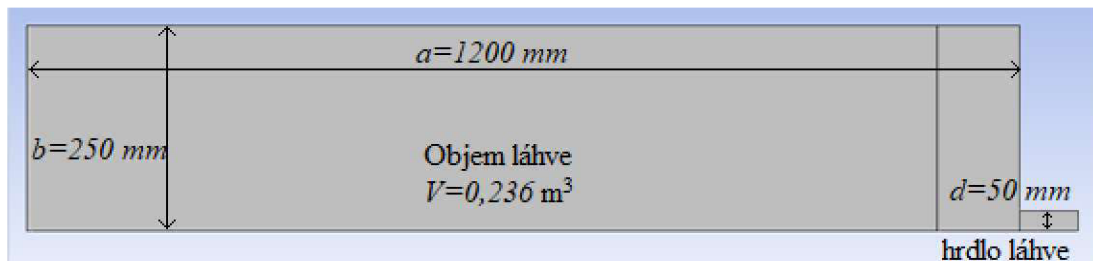 a=1200 mm
b=250 mm
Objem láhve
V=0,236 m³
d=50 mm
hrdlo láhve